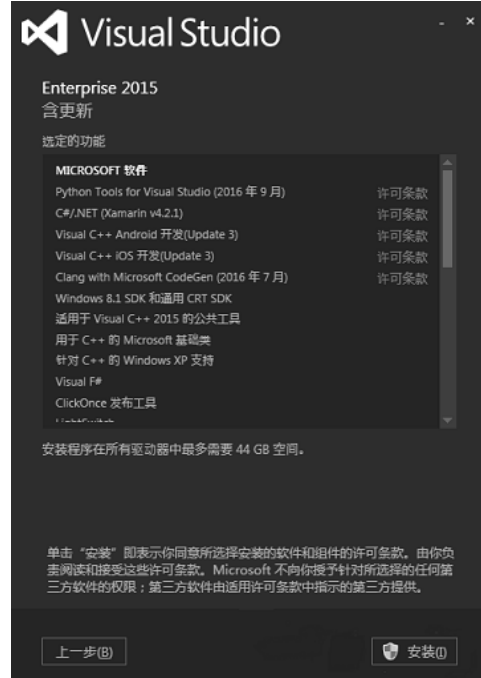 Visual Studio
Enterprise 2015
含更新
选定的功能
MICROSOFT 软件
Python Tools for Visual Studio (2016 年 9 月) 许可条款
C#/.NET (Xamarin v4.2.1) 许可条款
Visual C++ Android 开发(Update 3) 许可条款
Visual C++ iOS 开发(Update 3) 许可条款
Clang with Microsoft CodeGen (2016 年 7 月) 许可条款
Windows 8.1 SDK 和通用 CRT SDK
适用于 Visual C++ 2015 的公共工具
用于 C++ 的 Microsoft 基础类
针对 C++ 的 Windows XP 支持
Visual F#
ClickOnce 发布工具
LightSwitch
安装程序在所有驱动器中最多需要 44 GB 空间。
单击“安装”即表示你同意所选择安装的软件和组件的许可条款。由你负
责阅读和接受这些许可条款。Microsoft 不向你授予针对所选择的任何第
三方软件的权限；第三方软件由适用许可条款中指示的第三方提供。
上一步(B) 安装(I)